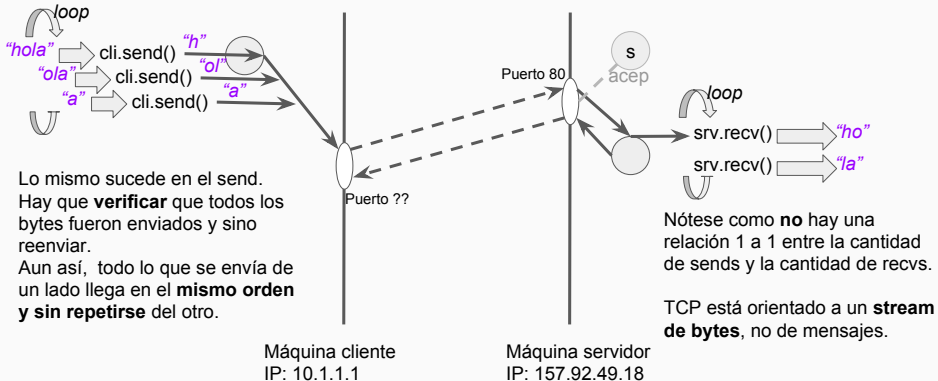 loop
“hola” cli.send() “h”
“ola” cli.send() “ol”
“a” cli.send() “a”
Lo mismo sucede en el send.
Hay que verificar que todos los
bytes fueron enviados y sino
reenviar.
Aun así, todo lo que se envía de
un lado llega en el mismo orden
y sin repetirse del otro.
Puerto ??
Máquina cliente
IP: 10.1.1.1
Puerto 80
s
acep
Máquina servidor
IP: 157.92.49.18
loop
srv.recv() “ho”
srv.recv() “la”
Nótese como no hay una
relación 1 a 1 entre la cantidad
de sends y la cantidad de recvs.
TCP está orientado a un stream
de bytes, no de mensajes.